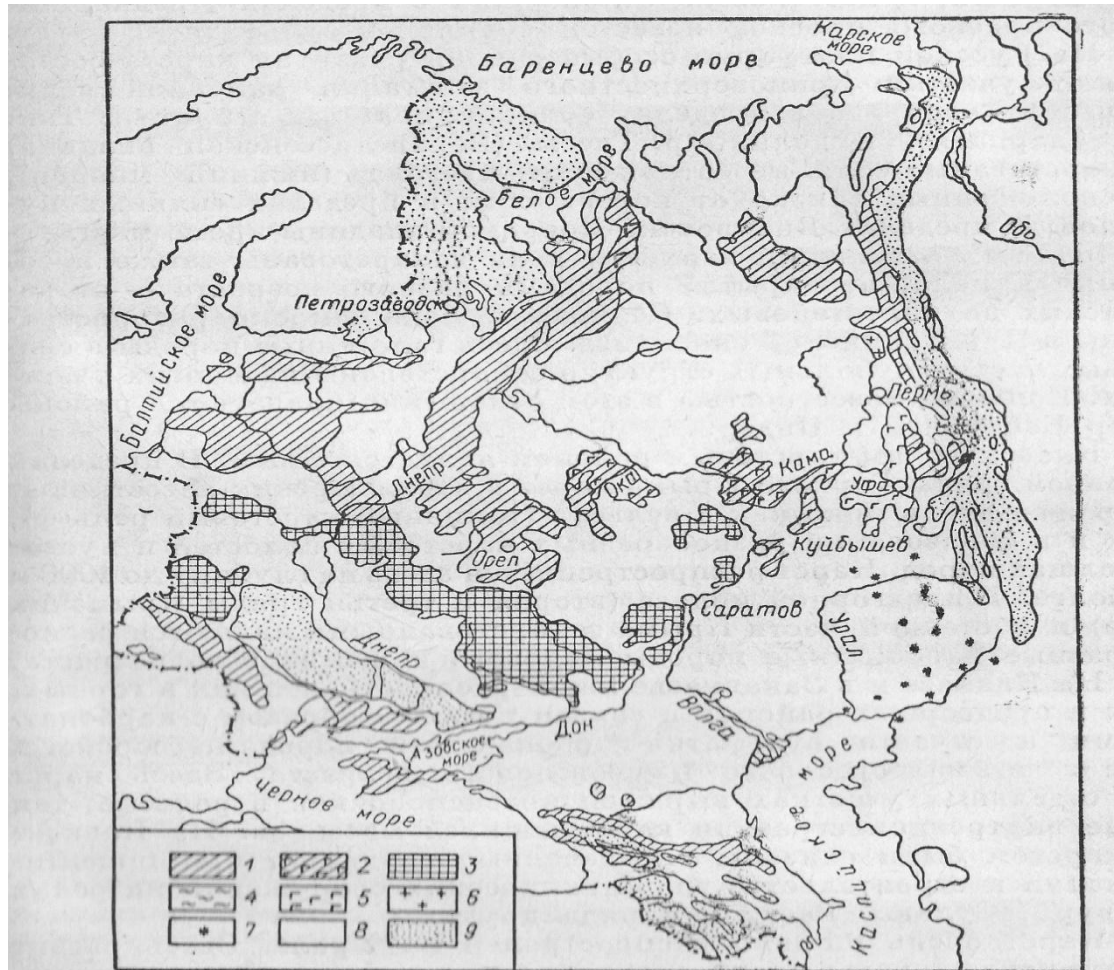 Карское
море
Баренцево море
Белое море
Обь
Петрозаводск
Балтийское море
Пермь
Днепр
Ока
Кама
Уфа
Куйбышев
Орел
Саратов
Урал
Днепр
Дон
Волга
Азовское
море
Черное
море
Каспийское море
1 2 3
4 5 6
7 8 9